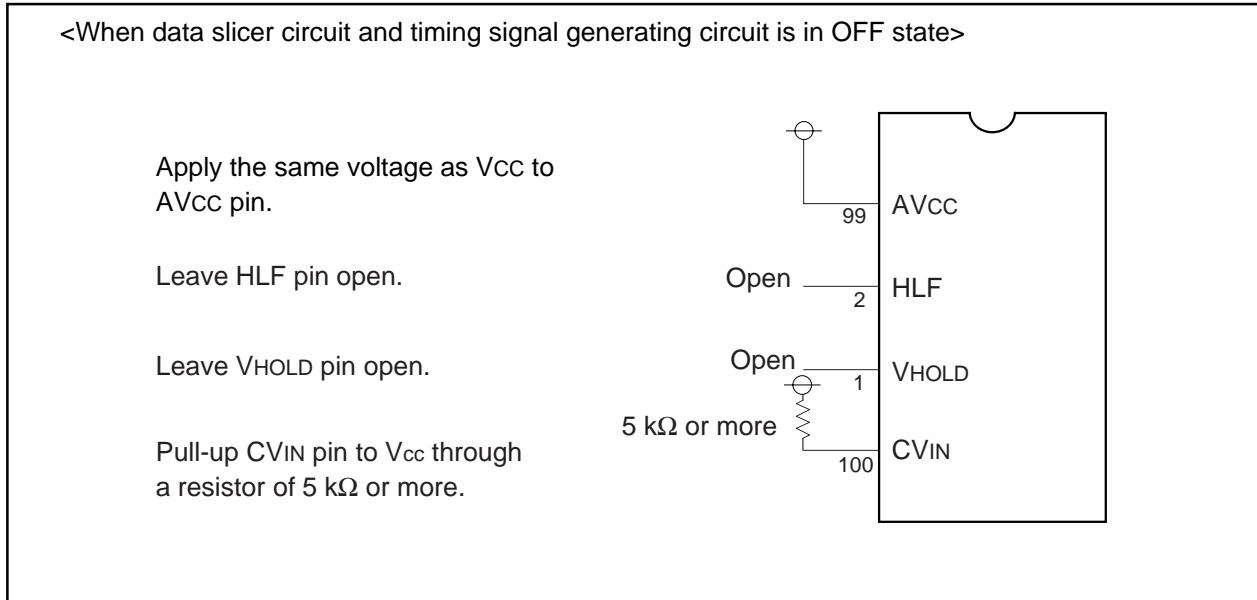 <When data slicer circuit and timing signal generating circuit is in OFF state>
Apply the same voltage as VCC to
AVCC pin.
Leave HLF pin open.
Leave VHOLD pin open.
Pull-up CVIN pin to Vcc through
a resistor of 5 kΩ or more.
99 AVCC
Open 2 HLF
Open 1 VHOLD
5 kΩ or more 100 CVIN